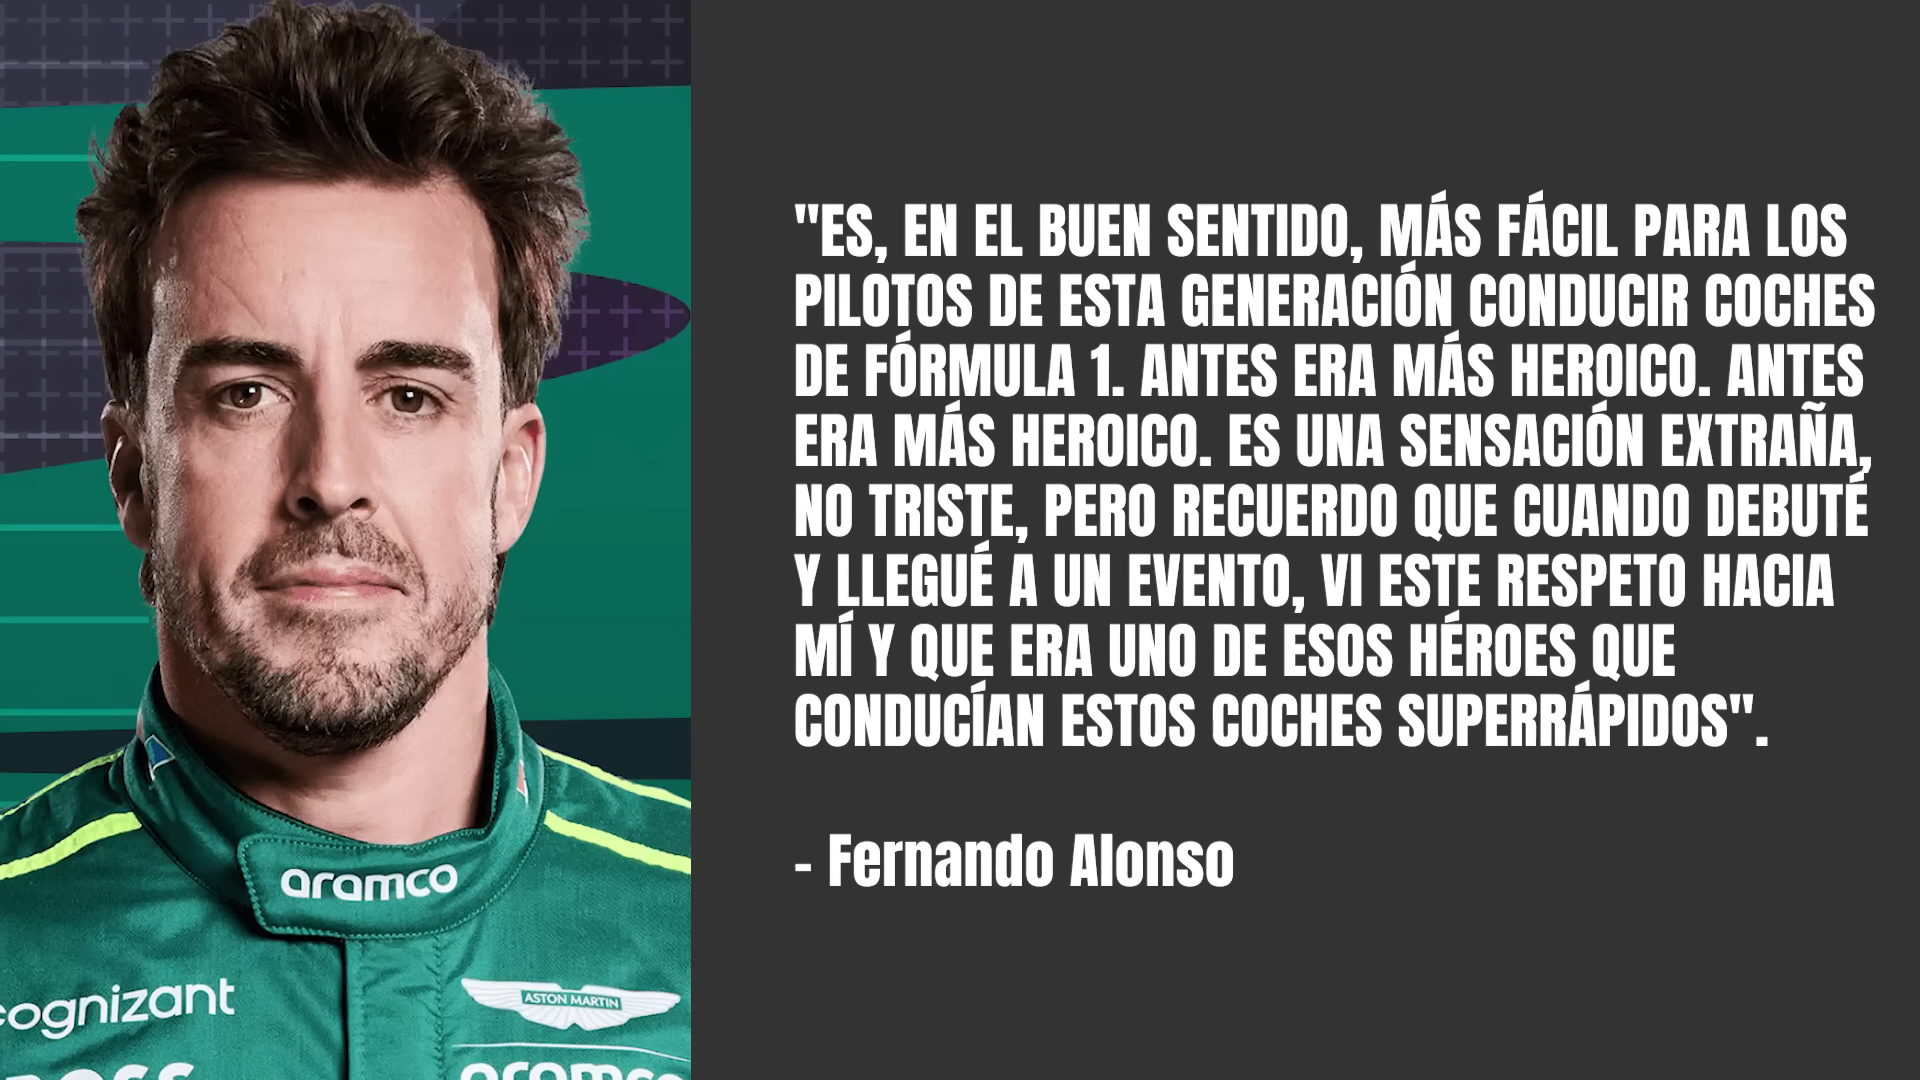 "ES, EN EL BUEN SENTIDO, MÁS FÁCIL PARA LOS
PILOTOS DE ESTA GENERACIÓN CONDUCIR COCHES
DE FÓRMULA 1. ANTES ERA MÁS HEROICO. ANTES
ERA MÁS HEROICO. ES UNA SENSACIÓN EXTRAÑA,
NO TRISTE, PERO RECUERDO QUE CUANDO DEBUTÉ
Y LLEGUÉ A UN EVENTO, VI ESTE RESPETO HACIA
MÍ Y QUE ERA UNO DE ESOS HÉROES QUE
CONDUCÍAN ESTOS COCHES SUPERRÁPIDOS".
- Fernando Alonso
aramco
cognizant
ASTON MARTIN
aramco